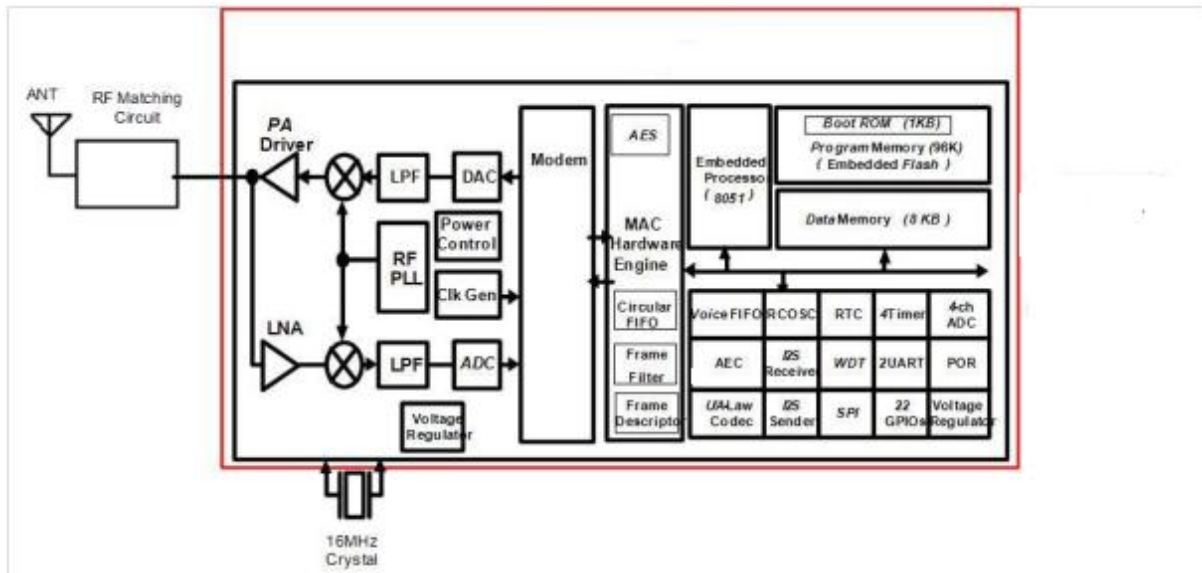 ANT
RF Matching
Circuit
PA
Driver
LPF
DAC
Power
Control
RF
PLL
Clk Gen
LNA
LPF
ADC
Voltage
Regulator
16MHz
Crystal
Modem
AES
MAC
Hardware
Engine
Circular
FIFO
Frame
Filter
Frame
Descriptor
Embedded
Processo
( 8051 )
Boot ROM (1KB)
Program Memory (96K)
( Embedded Flash )
Data Memory (8 KB )
Voice FIFO
RCOSC
RTC
4Timer
4-ch
ADC
AEC
I2S
Receiver
WDT
2UART
POR
U/A-Law
Codec
I2S
Sender
SPI
22
GPIOs
Voltage
Regulator